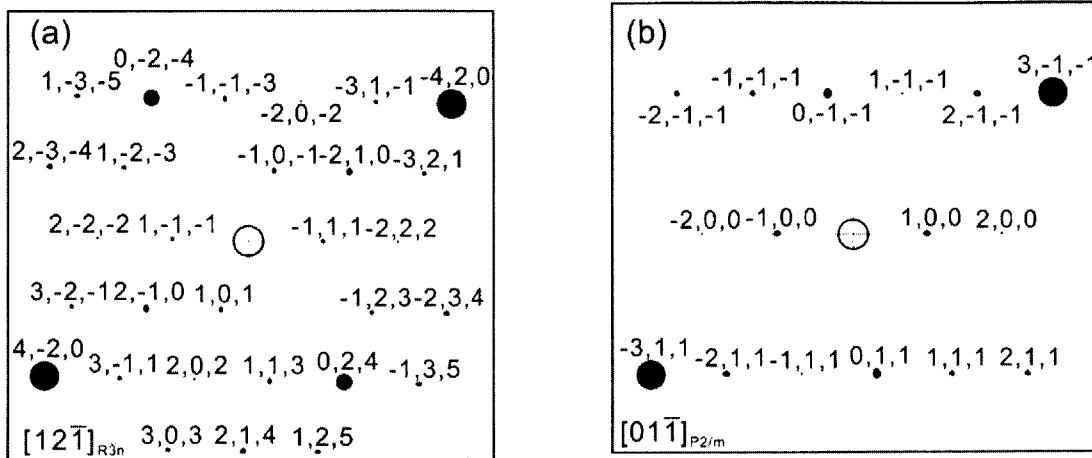 (a)
0,-2,-4
1,-3,-5 -1,-1,-3 -3,1,-1 -4,2,0
-2,0,-2
2,-3,-4 1,-2,-3 -1,0,-1 -2,1,0 -3,2,1
2,-2,-2 1,-1,-1 -1,1,1 -2,2,2
3,-2,-1 2,-1,0 1,0,1 -1,2,3 -2,3,4
4,-2,0 3,-1,1 2,0,2 1,1,3 0,2,4 -1,3,5
[121̅]R3̅n 3,0,3 2,1,4 1,2,5
(b)
-1,-1,-1 1,-1,-1 3,-1,-1
-2,-1,-1 0,-1,-1 2,-1,-1
-2,0,0 -1,0,0 1,0,0 2,0,0
-3,1,1 -2,1,1 -1,1,1 0,1,1 1,1,1 2,1,1
[011̅]P2/m